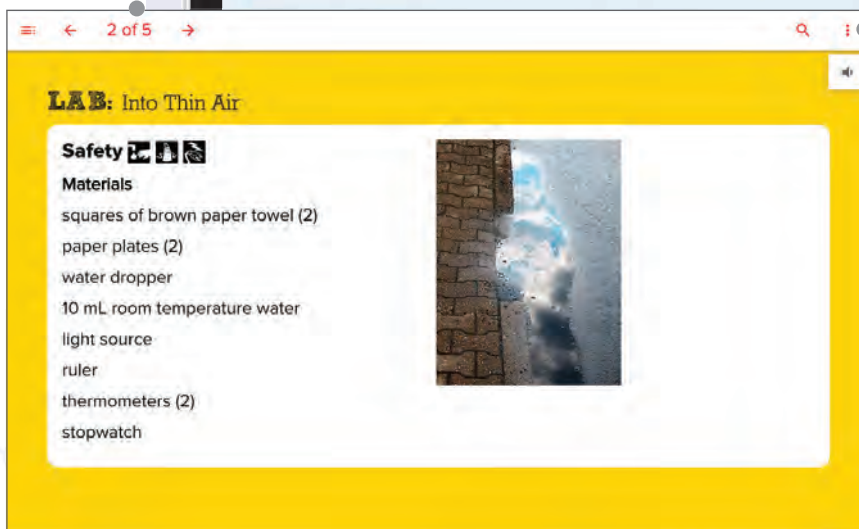 2 of 5
LAB: Into Thin Air
Safety
Materials
squares of brown paper towel (2)
paper plates (2)
water dropper
10 mL room temperature water
light source
ruler
thermometers (2)
stopwatch